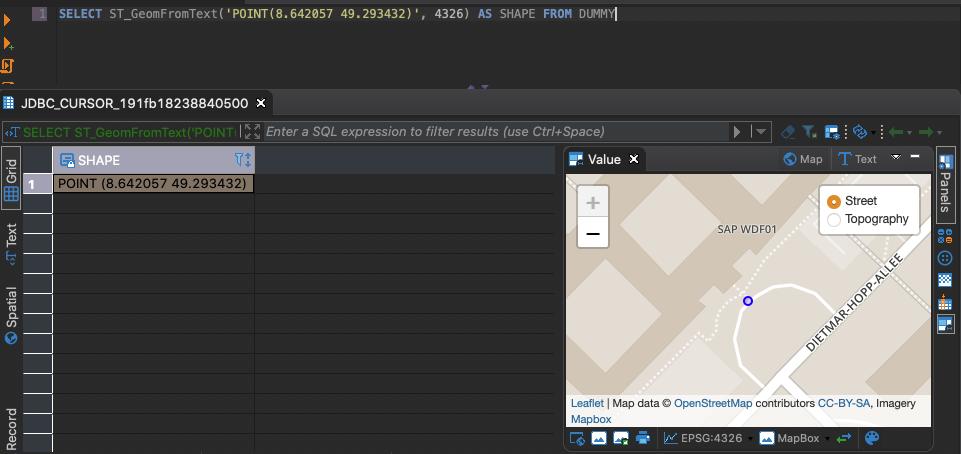 1 SELECT ST_GeomFromText('POINT(8.642057 49.293432)', 4326) AS SHAPE FROM DUMMY
JDBC_CURSOR_191fb18238840500
SELECT ST_GeomFromText('POINT( Enter a SQL expression to filter results (use Ctrl+Space)
Grid
Text
Spatial
Record
SHAPE
1 POINT (8.642057 49.293432)
Value Map Text
Panels
+
−
Street
Topography
SAP WDF01
DIETMAR-HOPP-ALLEE
Leaflet | Map data © OpenStreetMap contributors CC-BY-SA, Imagery
Mapbox
EPSG:4326 MapBox